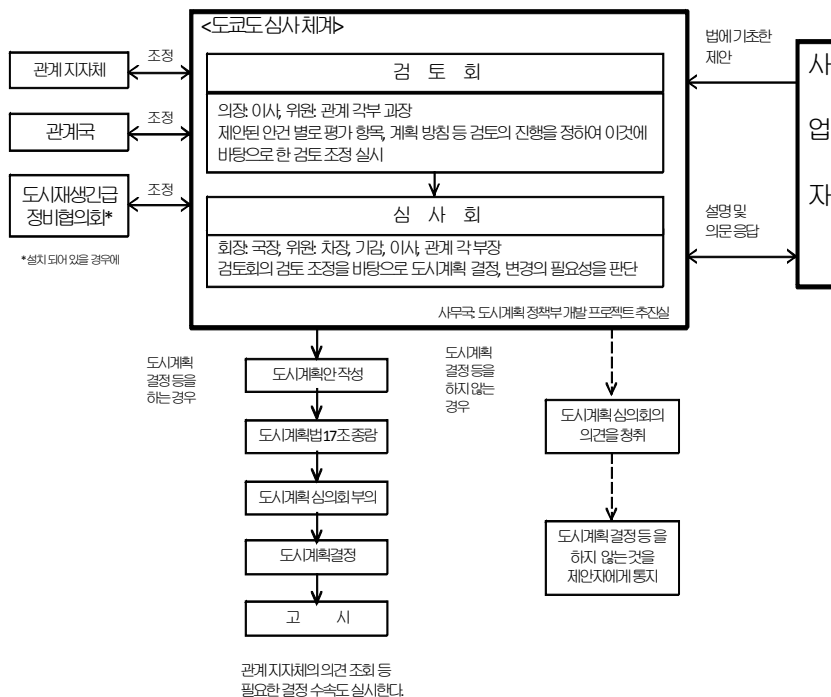 <도쿄도 심사 체계>
관계 지자체
조정
관계국
조정
도시재생긴급
정비협의회*
조정
*설치 되어 있을 경우에
검 토 회
의장: 이사, 위원: 관계 각부 과장
제안된 안건 별로 평가 항목, 계획 방침 등 검토의 진행을 정하여 이것에
바탕으로 한 검토 조정 실시
심 사 회
회장: 국장, 위원: 차장, 기감, 이사, 관계 각 부장
검토회의 검토 조정을 바탕으로 도시계획 결정, 변경의 필요성을 판단
사무국: 도시계획 정책부 개발 프로젝트 추진실
법에 기초한
제안
사
업
자
설명 및
의문 응답
도시계획
결정 등을
하는 경우
도시계획안 작성
도시계획법 17조 종람
도시계획 심의회 부의
도시계획결정
고 시
관계 지자체의 의견 조회 등
필요한 결정 수속도 실시한다.
도시계획
결정 등을
하지 않는
경우
도시계획 심의회의
의견을 청취
도시계획 결정 등 을
하지 않는 것을
제안자에게 통지